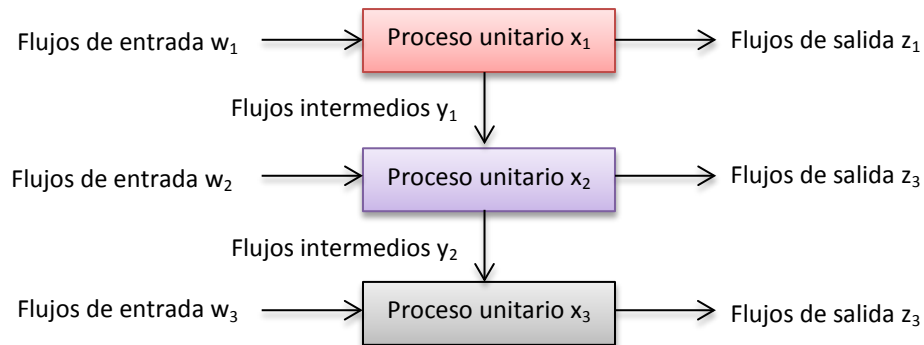 Flujos de entrada w₁
Proceso unitario x₁
Flujos de salida z₁
Flujos intermedios y₁
Flujos de entrada w₂
Proceso unitario x₂
Flujos de salida z₃
Flujos intermedios y₂
Flujos de entrada w₃
Proceso unitario x₃
Flujos de salida z₃